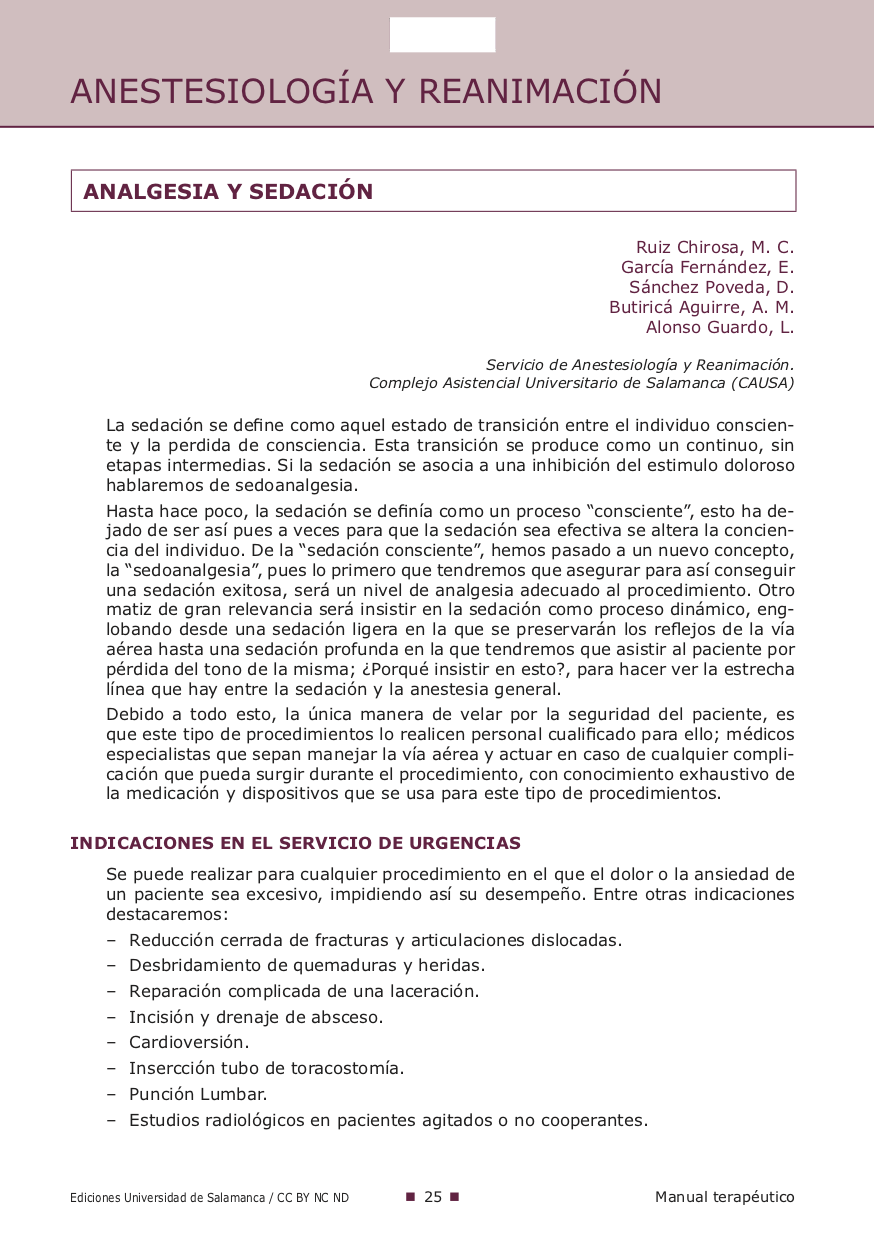 ANESTESIOLOGÍA Y REANIMACIÓN
ANALGESIA Y SEDACIÓN
Ruiz Chirosa, M. C.
García Fernández, E.
Sánchez Poveda, D.
Butiricá Aguirre, A. M.
Alonso Guardo, L.
Servicio de Anestesiología y Reanimación.
Complejo Asistencial Universitario de Salamanca (CAUSA)
La sedación se define como aquel estado de transición entre el individuo conscien-
te y la perdida de consciencia. Esta transición se produce como un continuo, sin
etapas intermedias. Si la sedación se asocia a una inhibición del estimulo doloroso
hablaremos de sedoanalgesia.
Hasta hace poco, la sedación se definía como un proceso “consciente”, esto ha de-
jado de ser así pues a veces para que la sedación sea efectiva se altera la concien-
cia del individuo. De la “sedación consciente”, hemos pasado a un nuevo concepto,
la “sedoanalgesia”, pues lo primero que tendremos que asegurar para así conseguir
una sedación exitosa, será un nivel de analgesia adecuado al procedimiento. Otro
matiz de gran relevancia será insistir en la sedación como proceso dinámico, eng-
lobando desde una sedación ligera en la que se preservarán los reflejos de la vía
aérea hasta una sedación profunda en la que tendremos que asistir al paciente por
pérdida del tono de la misma; ¿Porqué insistir en esto?, para hacer ver la estrecha
línea que hay entre la sedación y la anestesia general.
Debido a todo esto, la única manera de velar por la seguridad del paciente, es
que este tipo de procedimientos lo realicen personal cualificado para ello; médicos
especialistas que sepan manejar la vía aérea y actuar en caso de cualquier compli-
cación que pueda surgir durante el procedimiento, con conocimiento exhaustivo de
la medicación y dispositivos que se usa para este tipo de procedimientos.
INDICACIONES EN EL SERVICIO DE URGENCIAS
Se puede realizar para cualquier procedimiento en el que el dolor o la ansiedad de
un paciente sea excesivo, impidiendo así su desempeño. Entre otras indicaciones
destacaremos:
– Reducción cerrada de fracturas y articulaciones dislocadas.
– Desbridamiento de quemaduras y heridas.
– Reparación complicada de una laceración.
– Incisión y drenaje de absceso.
– Cardioversión.
– Insercción tubo de toracostomía.
– Punción Lumbar.
– Estudios radiológicos en pacientes agitados o no cooperantes.
Ediciones Universidad de Salamanca / CC BY NC ND ■ 25 ■ Manual terapéutico